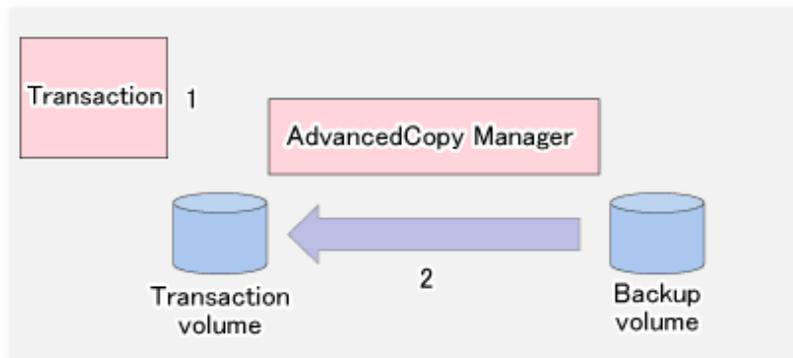 Transaction
1
AdvancedCopy Manager
2
Transaction
volume
Backup
volume